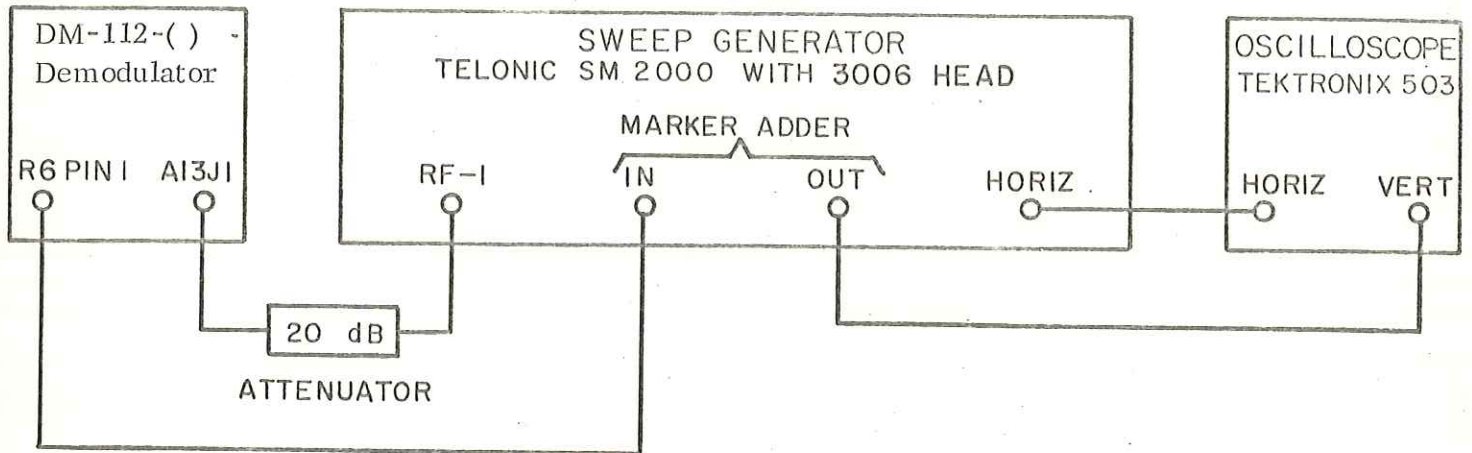 DM-112-( )
Demodulator
R6 PIN 1 A13J1
SWEEP GENERATOR
TELONIC SM 2000 WITH 3006 HEAD
MARKER ADDER
RF-1 IN OUT HORIZ
OSCILLOSCOPE
TEKTRONIX 503
HORIZ VERT
20 dB
ATTENUATOR